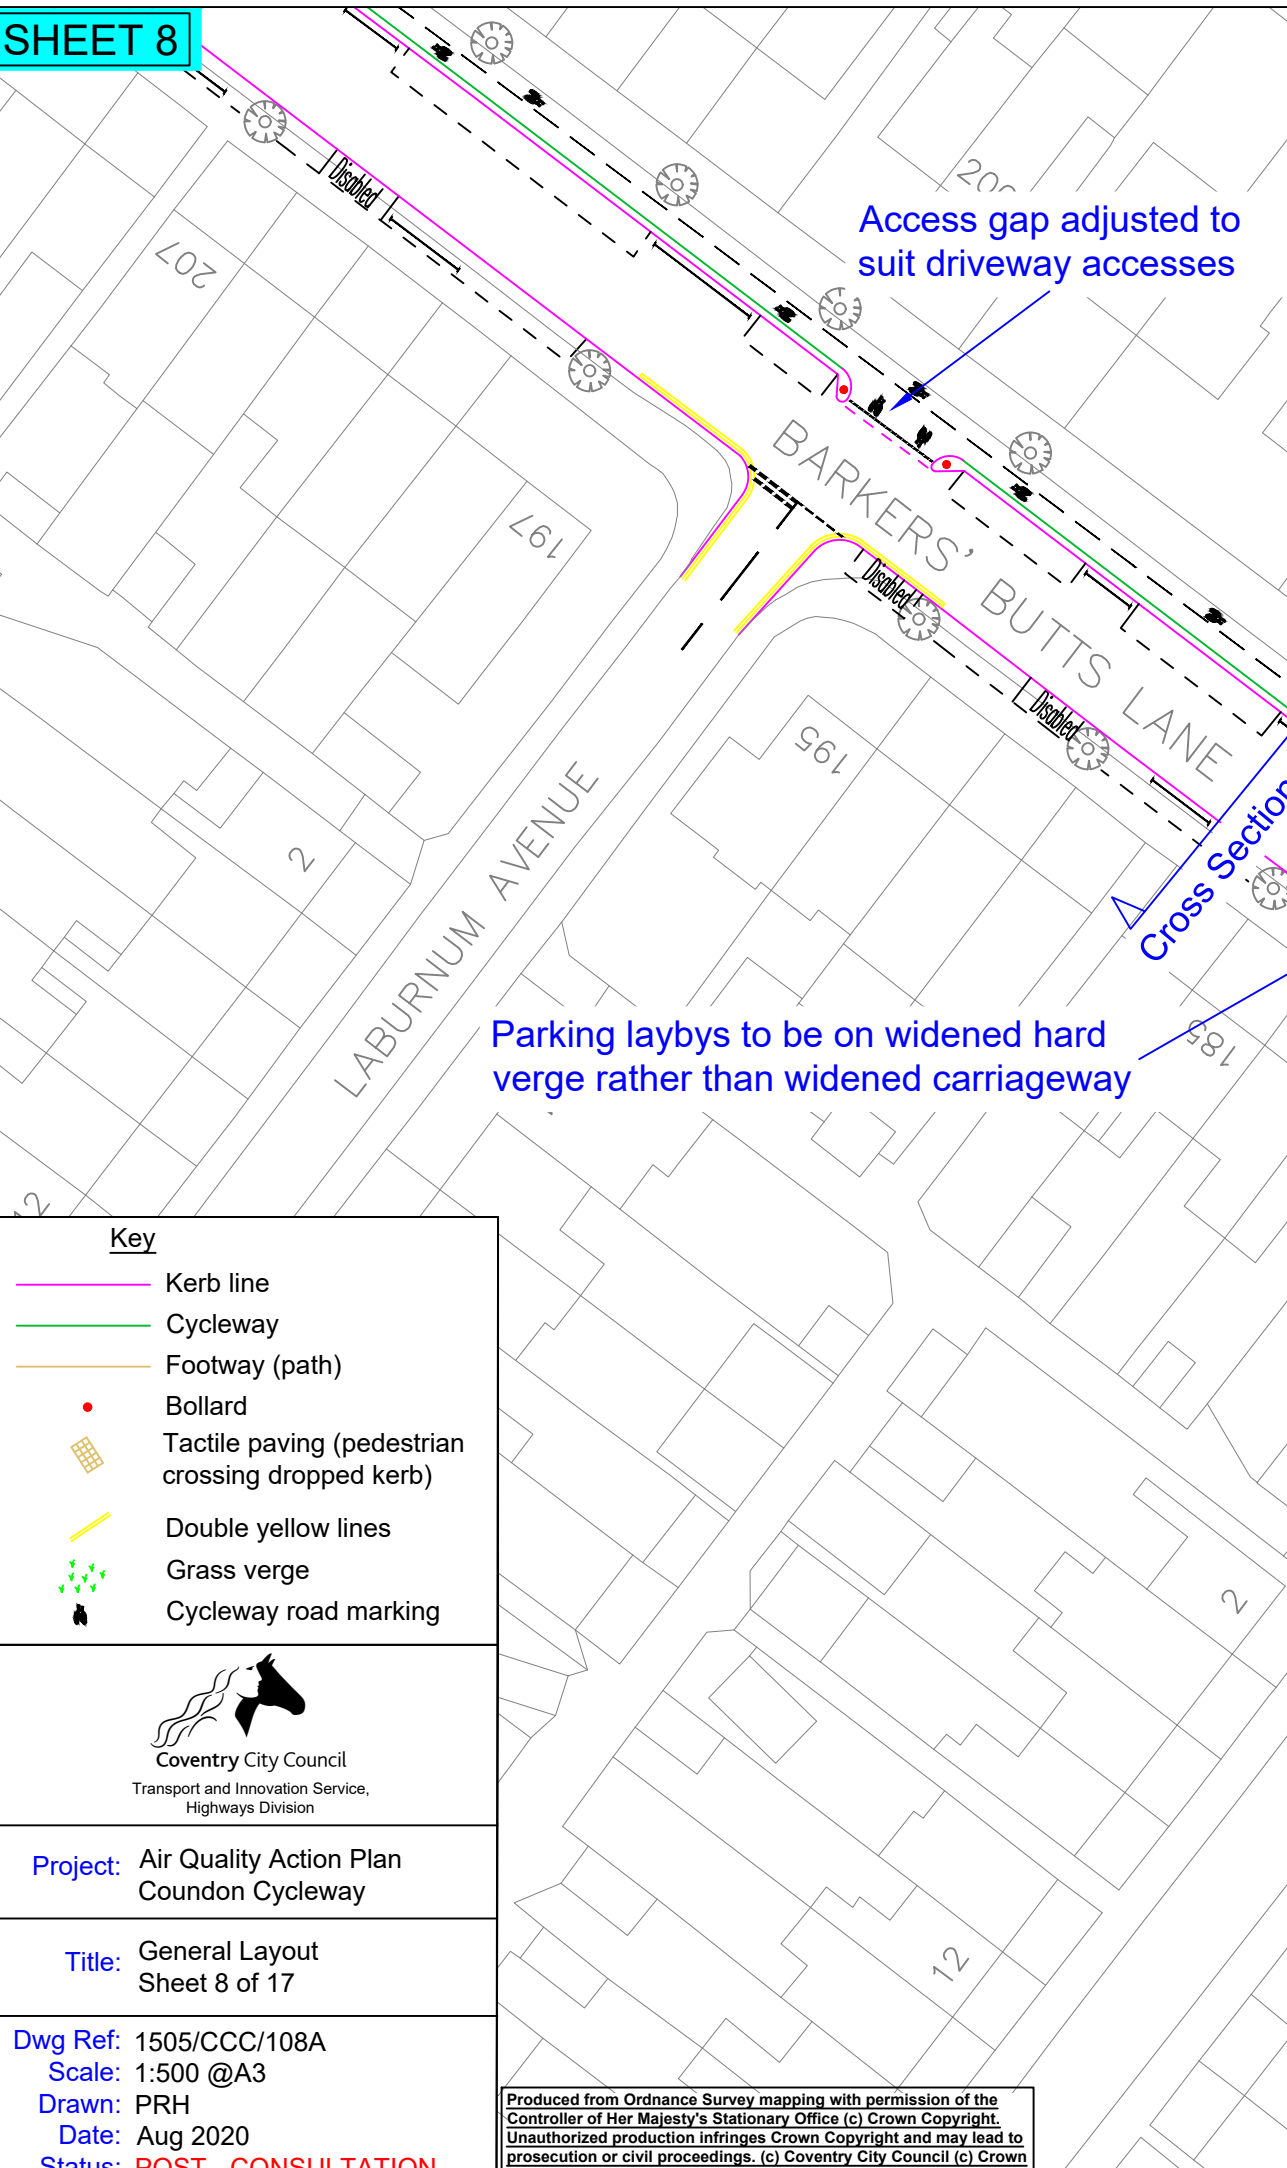 SHEET 8
Disabled
207
Access gap adjusted to
suit driveway accesses
197
BARKERS' BUTTS LANE
Disabled
Disabled
195
Cross Section
LABURNUM AVENUE
2
Parking laybys to be on widened hard
verge rather than widened carriageway
185
12
Key
Kerb line
Cycleway
Footway (path)
Bollard
Tactile paving (pedestrian
crossing dropped kerb)
Double yellow lines
Grass verge
Cycleway road marking
Coventry City Council
Transport and Innovation Service,
Highways Division
Project: Air Quality Action Plan
Coundon Cycleway
Title: General Layout
Sheet 8 of 17
Dwg Ref: 1505/CCC/108A
Scale: 1:500 @A3
Drawn: PRH
Date: Aug 2020
Status: POST - CONSULTATION
2
12
Produced from Ordnance Survey mapping with permission of the
Controller of Her Majesty's Stationary Office (c) Crown Copyright.
Unauthorized production infringes Crown Copyright and may lead to
prosecution or civil proceedings. (c) Coventry City Council (c) Crown